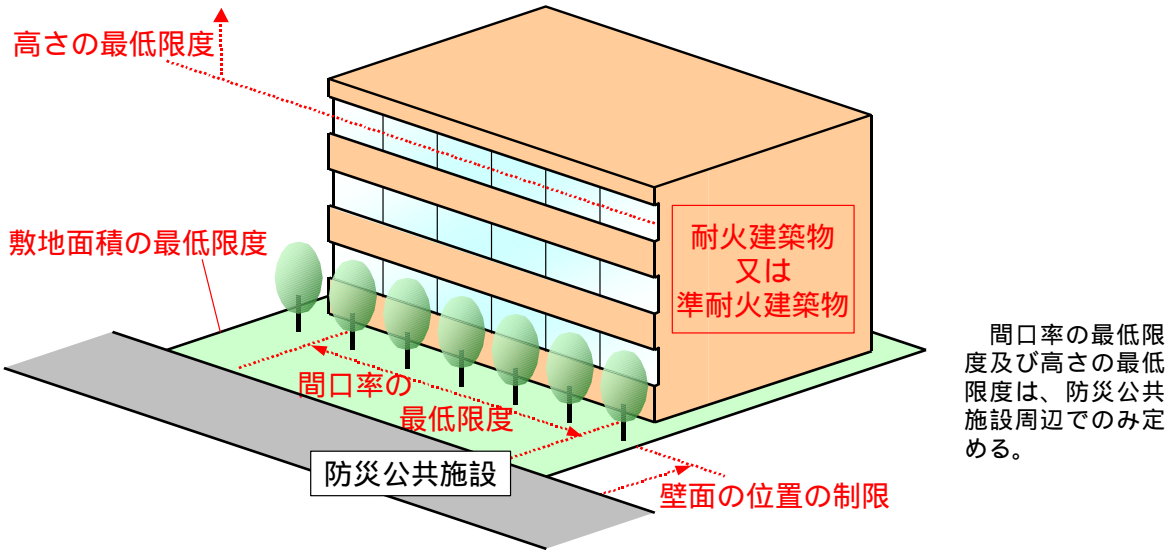 高さの最低限度
敷地面積の最低限度
耐火建築物
又は
準耐火建築物
間口率の
最低限度
防災公共施設
壁面の位置の制限
間口率の最低限
度及び高さの最低
限度は、防災公共
施設周辺でのみ定
める。